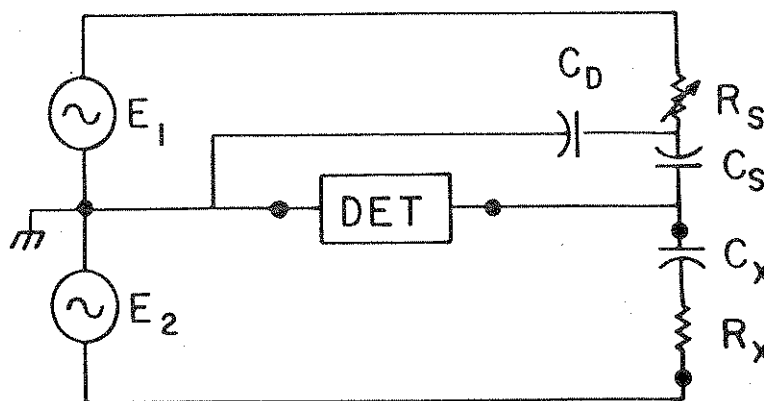 C_D
R_S
E_1
C_S
DET
C_X
E_2
R_X